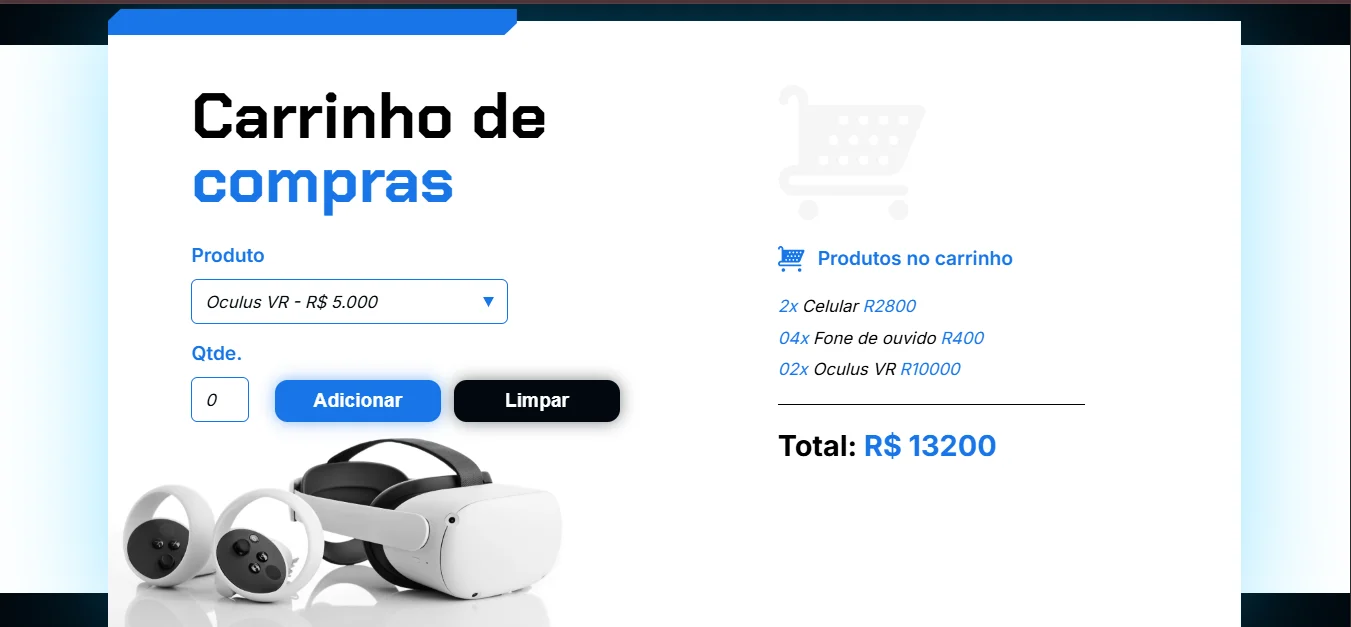 Carrinho de
compras
Produto
Oculus VR - R$ 5.000
Qtde.
0
Adicionar
Limpar
Produtos no carrinho
2x Celular R2800
04x Fone de ouvido R400
02x Oculus VR R10000
Total: R$ 13200